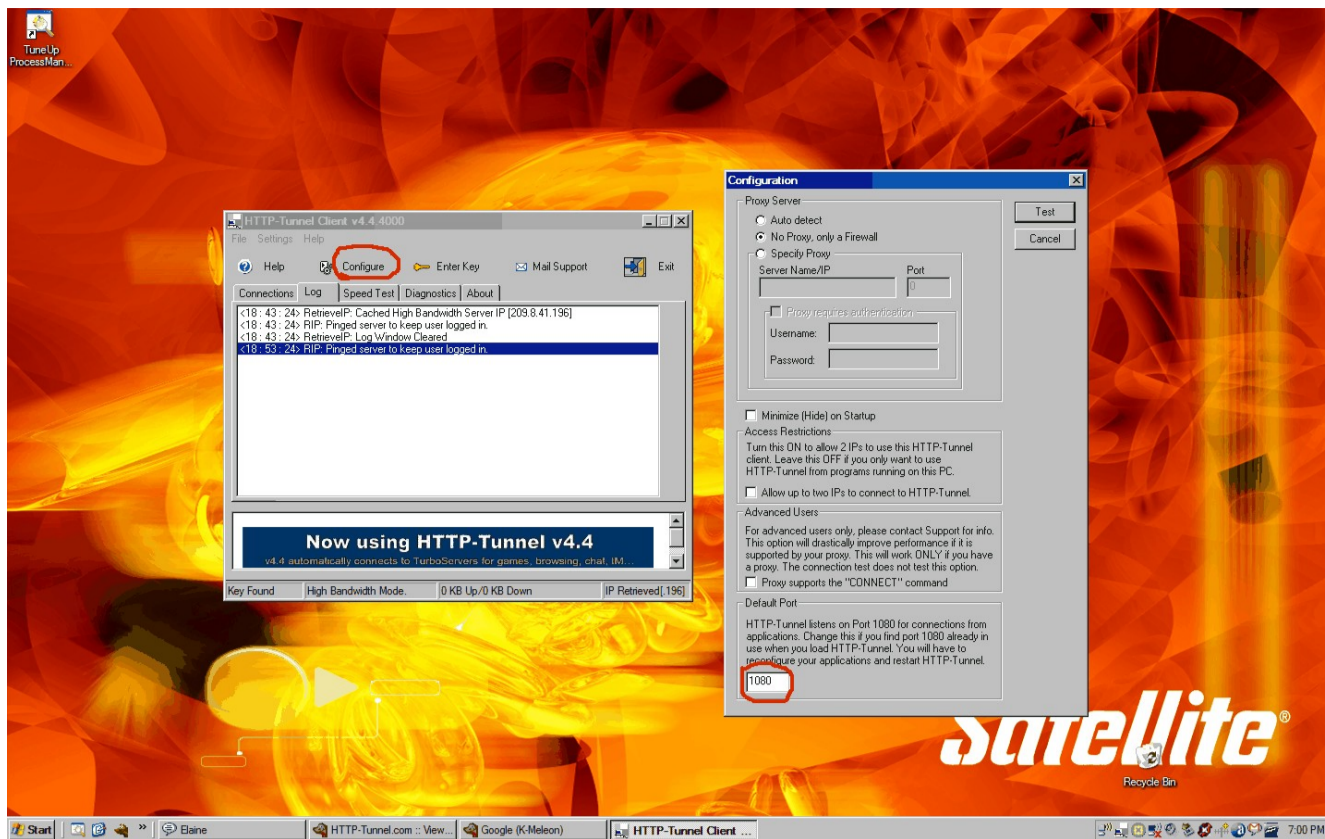 TuneUp
ProcessMan...
HTTP-Tunnel Client v4.4.4000
File Settings Help
Help Configure Enter Key Mail Support Exit
Connections Log Speed Test Diagnostics About
<18 : 43 : 24> RetrieveIP: Cached High Bandwidth Server IP [209.8.41.196]
<18 : 43 : 24> RIP: Pinged server to keep user logged in.
<18 : 43 : 24> RetrieveIP: Log Window Cleared
<18 : 53 : 24> RIP: Pinged server to keep user logged in.
Now using HTTP-Tunnel v4.4
v4.4 automatically connects to TurboServers for games, browsing, chat, IM...
Key Found High Bandwidth Mode. 0 KB Up/0 KB Down IP Retrieved[.196]
Configuration
Proxy Server
Auto detect
No Proxy, only a Firewall
Specify Proxy
Server Name/IP Port
0
Proxy requires authentication
Username:
Password:
Test
Cancel
Minimize (Hide) on Startup
Access Restrictions
Turn this ON to allow 2 IPs to use this HTTP-Tunnel
client. Leave this OFF if you only want to use
HTTP-Tunnel from programs running on this PC.
Allow up to two IPs to connect to HTTP-Tunnel.
Advanced Users
For advanced users only, please contact Support for info.
This option will drastically improve performance if it is
supported by your proxy. This will work ONLY if you have
a proxy. The connection test does not test this option.
Proxy supports the "CONNECT" command
Default Port
HTTP-Tunnel listens on Port 1080 for connections from
applications. Change this if you find port 1080 already in
use when you load HTTP-Tunnel. You will have to
reconfigure your applications and restart HTTP-Tunnel.
1080
Satellite®
Recycle Bin
Start » Elaine HTTP-Tunnel.com :: View... Google (K-Meleon) HTTP-Tunnel Client ... 7:00 PM